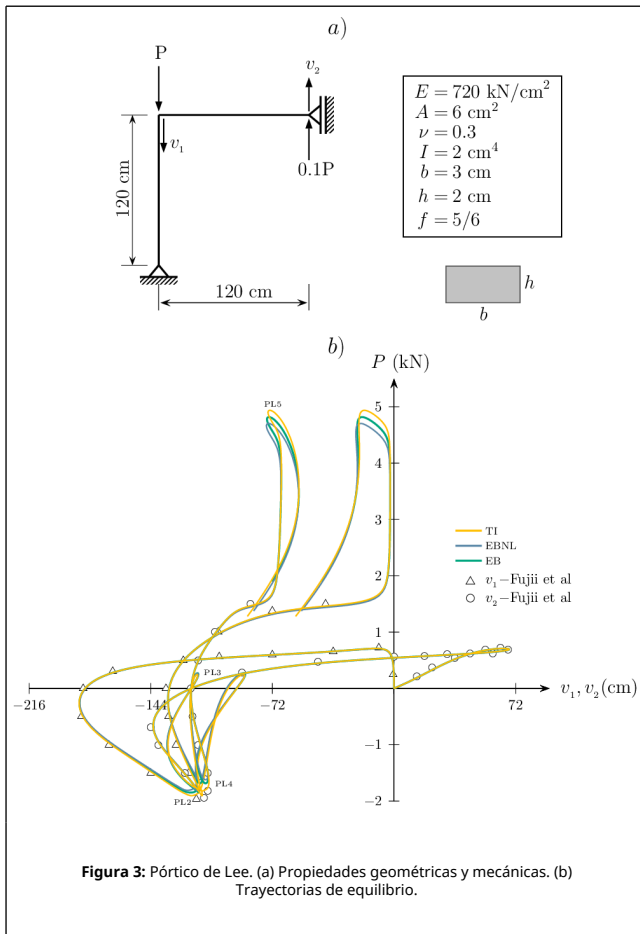 a)
P
v₂
v₁
0.1P
120 cm
120 cm
E = 720 kN/cm²
A = 6 cm²
ν = 0.3
I = 2 cm⁴
b = 3 cm
h = 2 cm
f = 5/6
h
b
b)
P (kN)
PL5
5
4
3
2
1
TI
EBNL
EB
v₁−Fujii et al
v₂−Fujii et al
PL3
v₁, v₂(cm)
−216
−144
−72
72
−1
PL4
PL2
−2
Figura 3: Pórtico de Lee. (a) Propiedades geométricas y mecánicas. (b)
Trayectorias de equilibrio.